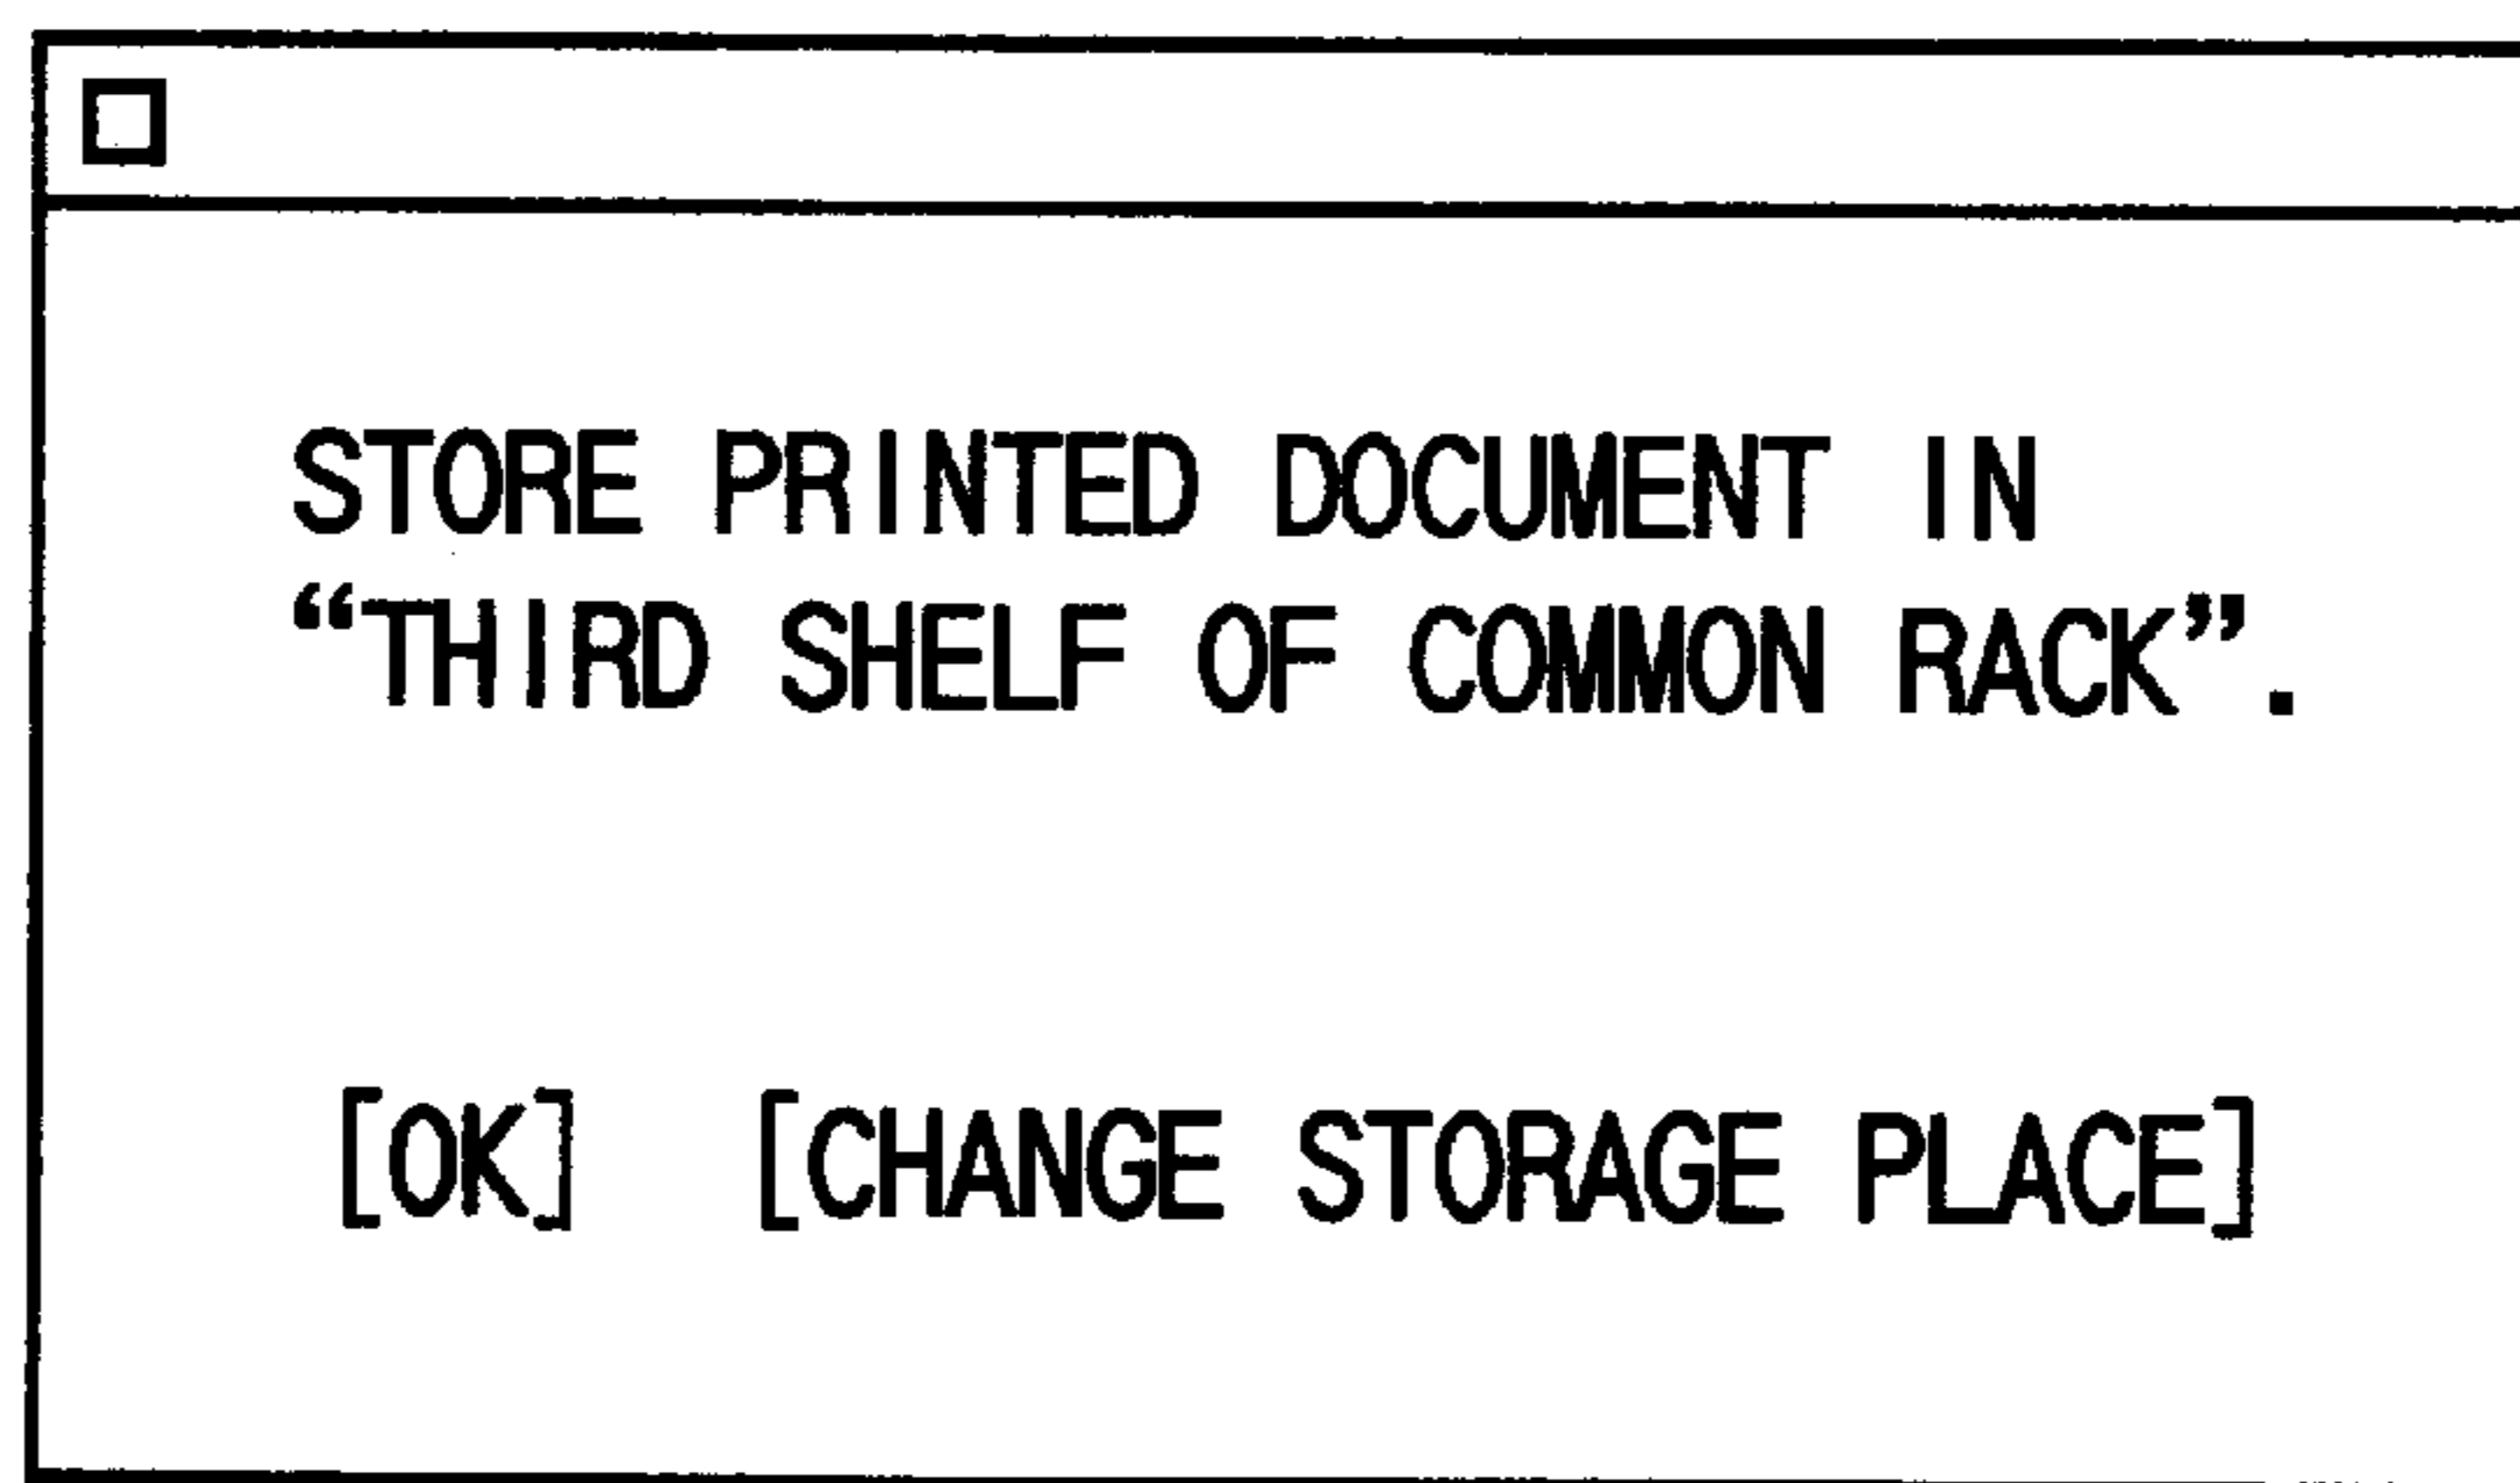 STORE PRINTED DOCUMENT IN
“THIRD SHELF OF COMMON RACK”.
[OK] [CHANGE STORAGE PLACE]